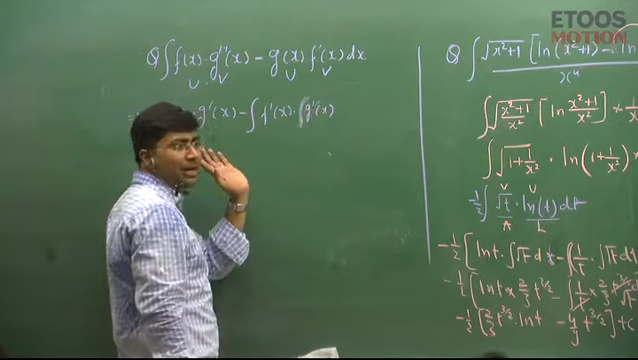 ETOOS
MOTION
Q ∫f(x)·g''(x) − g(x) f''(x) dx
= g'(x) − ∫f'(x)· g'(x)
Q ∫√(x²+1) [ln(x²+1) −
∫√((x²+1)/x²) [ln (x²+1)/x²] ×
∫√(1+1/x²) · ln(1+1/x²) ×
-1/2 ∫√t · ln(t) dt
A L
-1/2 [ln t · ∫√t dt − ∫1/t · ∫√t dt
-1/2 [ln t × 2/3 t^(3/2) − ∫1/t × 2/3 t^(3/2)
-1/2 [2/3 t^(3/2) · ln t − 4/9 t^(3/2)] + c